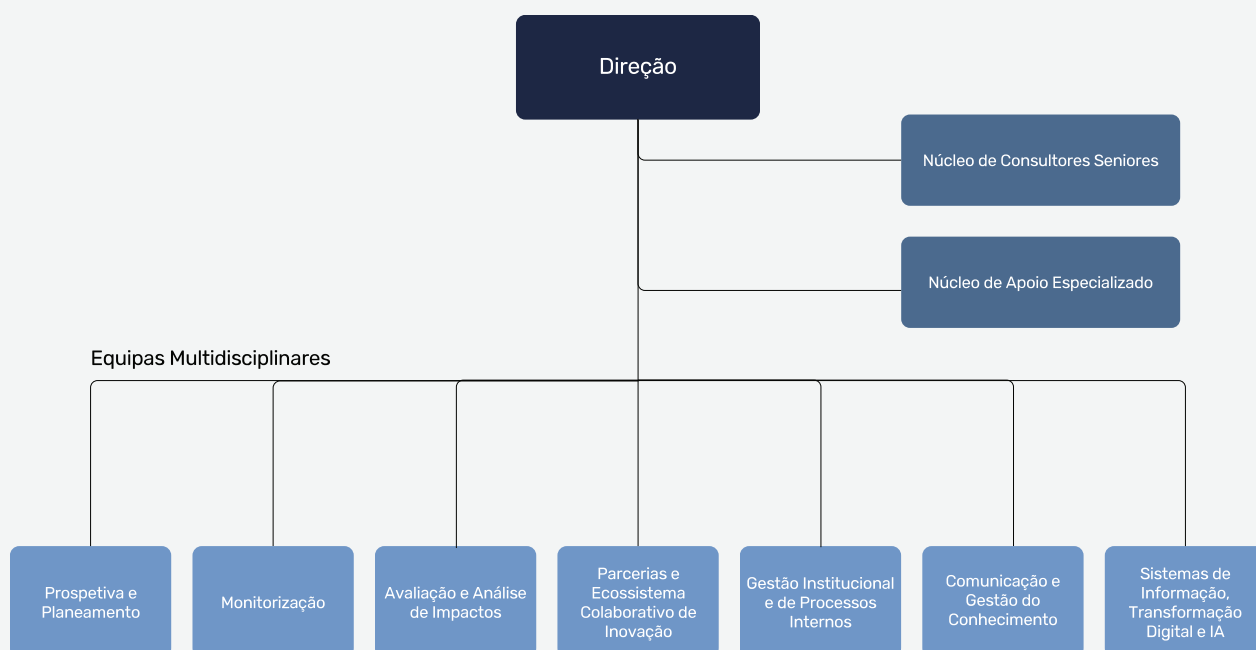 Direção
Núcleo de Consultores Seniores
Núcleo de Apoio Especializado
Equipas Multidisciplinares
Prospetiva e
Planeamento
Monitorização
Avaliação e Análise
de Impactos
Parcerias e
Ecossistema
Colaborativo de
Inovação
Gestão Institucional
e de Processos
Internos
Comunicação e
Gestão do
Conhecimento
Sistemas de
Informação,
Transformação
Digital e IA